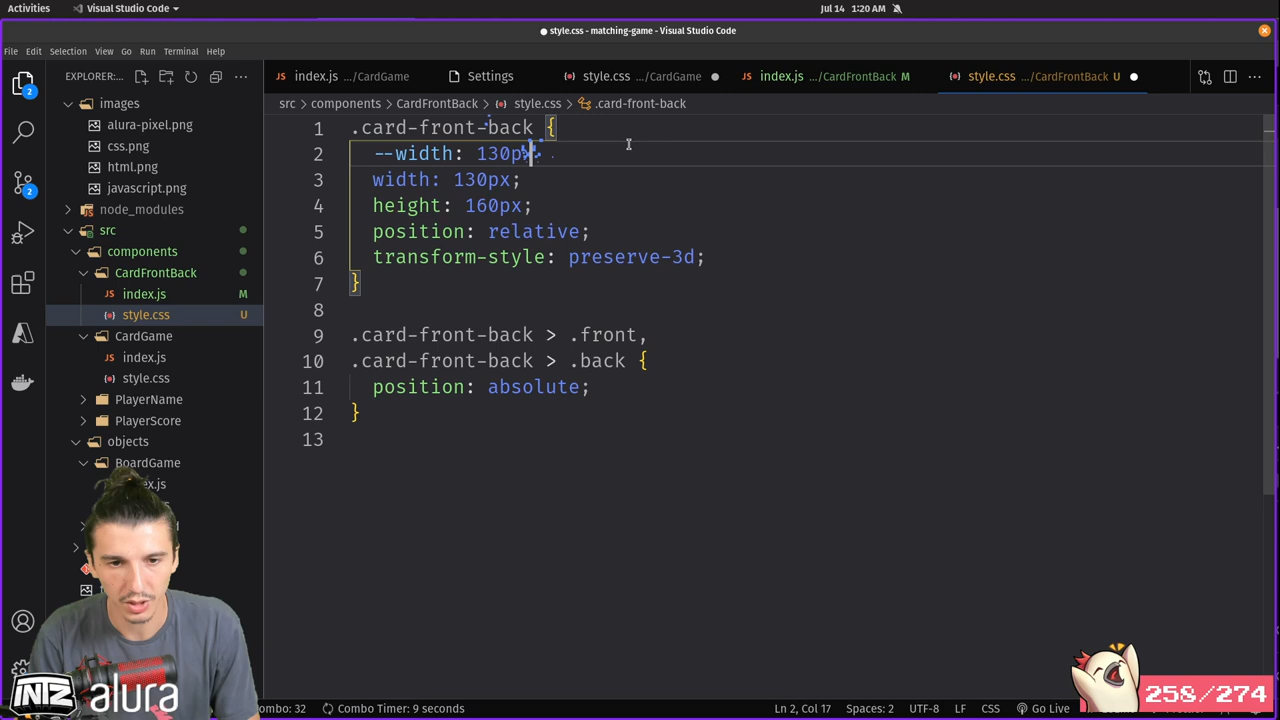 Activities
Visual Studio Code
Jul 14 1:20 AM
style.css - matching-game - Visual Studio Code
File Edit Selection View Go Run Terminal Help
EXPLORER:...
index.js .../CardGame
Settings
style.css .../CardGame
index.js .../CardFrontBack M
style.css .../CardFrontBack U
src > components > CardFrontBack > style.css > .card-front-back
images
alura-pixel.png
css.png
html.png
javascript.png
node_modules
src
components
CardFrontBack
index.js M
style.css U
CardGame
index.js
style.css
PlayerName
PlayerScore
objects
BoardGame
2
2
1 .card-front-back {
2 --width: 130px
3 width: 130px;
4 height: 160px;
5 position: relative;
6 transform-style: preserve-3d;
7 }
8
9 .card-front-back > .front,
10 .card-front-back > .back {
11 position: absolute;
12 }
13
INTZ alura
258/274
Combo Timer: 9 seconds
Ln 2, Col 17 Spaces: 2 UTF-8 LF CSS Go Live